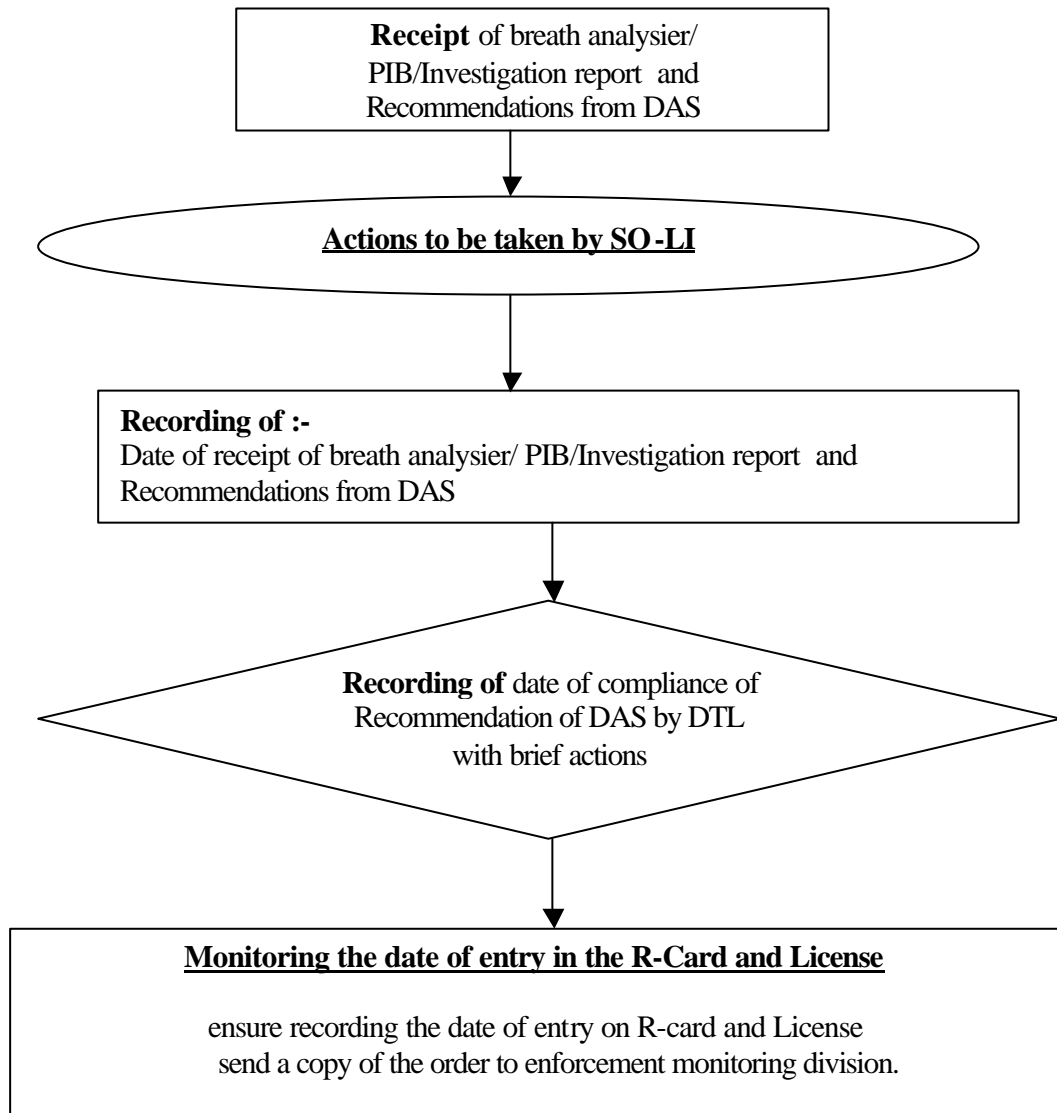 Receipt of breath analysier/
PIB/Investigation report and
Recommendations from DAS
Actions to be taken by SO-LI
Recording of :-
Date of receipt of breath analysier/ PIB/Investigation report and
Recommendations from DAS
Recording of date of compliance of
Recommendation of DAS by DTL
with brief actions
Monitoring the date of entry in the R-Card and License
ensure recording the date of entry on R-card and License
send a copy of the order to enforcement monitoring division.